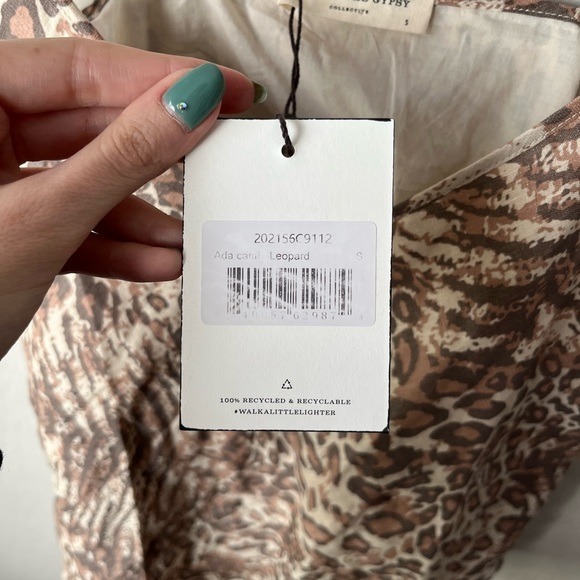 GYPSY
COLLECTIVE
S
202156C9112
Leopard S
100% RECYCLED & RECYCLABLE
#WALKALITTLELIGHTER